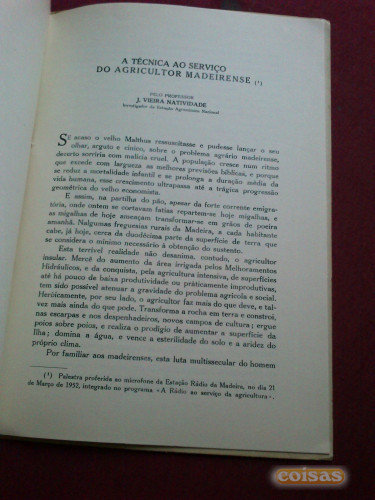 A TÉCNICA AO SERVIÇO
DO AGRICULTOR MADEIRENSE (¹)
PELO PROFESSOR
J. VIEIRA NATIVIDADE
Investigador da Estação Agronómica Nacional
SE acaso o velho Malthus ressuscitasse e pudesse lançar o seu
olhar, arguto e cínico, sobre o problema agrário madeirense,
decerto sorriria com malícia cruel. A população cresce num ritmo
que excede com largueza as melhores previsões bíblicas, e porque
se reduz a mortalidade infantil e se prolonga a duração média da
vida humana, esse crescimento ultrapassa até a trágica progressão
geométrica do velho economista.
E assim, na partilha do pão, apesar da forte corrente emigra-
tória, onde ontem se cortavam fatias repartem-se hoje migalhas, e
as migalhas de hoje ameaçam transformar-se em grãos de poeira
amanhã. Nalgumas freguesias rurais da Madeira, a cada habitante
cabe, já hoje, cerca da duodécima parte da superfície de terra que
se considera o mínimo necessário à obtenção do sustento.
Esta terrível realidade não desanima, contudo, o agricultor
insular. Mercê do aumento da área irrigada pelos Melhoramentos
Hidráulicos, e da conquista, pela agricultura intensiva, de superfícies
até há pouco de baixa produtividade ou pràticamente improdutivas,
tem sido possível atenuar a gravidade do problema agrícola e social.
Heròicamente, por seu lado, o agricultor faz mais do que deve, e tal-
vez mais ainda do que pode. Transforma a rocha em terra e constroi,
nas escarpas e nos despenhadeiros, novos campos de cultura; ergue
poios sobre poios, e realiza o prodígio de aumentar a superfície da
Ilha; domina a água, e vence a esterilidade do solo e a aridez do
próprio clima.
Por familiar aos madeirenses, esta luta multissecular do homem
(¹) Palestra proferida ao microfone da Estação Rádio da Madeira, no dia 21
de Março de 1952, integrada no programa «A Rádio ao serviço da agricultura».
coisas